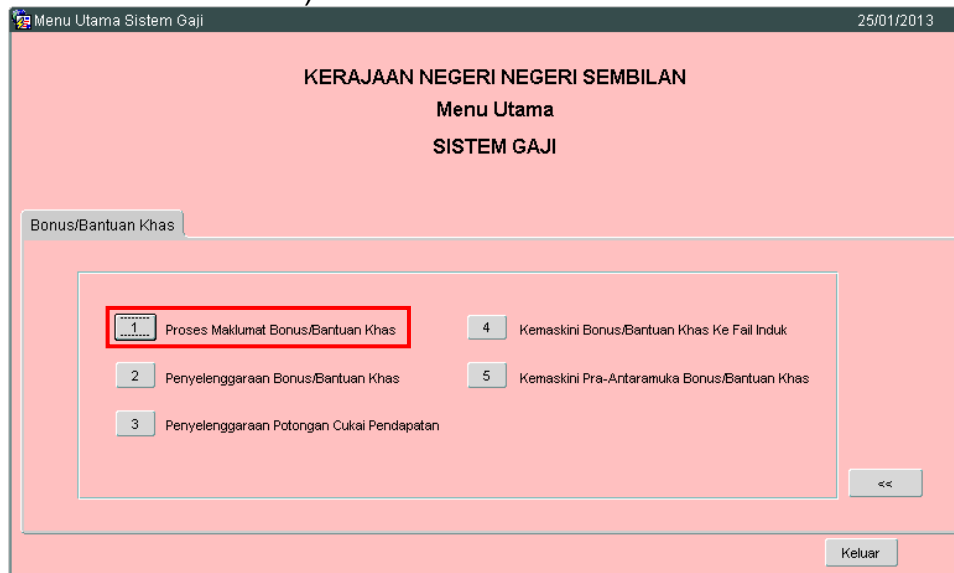 Menu Utama Sistem Gaji 25/01/2013
KERAJAAN NEGERI NEGERI SEMBILAN
Menu Utama
SISTEM GAJI
Bonus/Bantuan Khas
1 Proses Maklumat Bonus/Bantuan Khas
2 Penyelenggaraan Bonus/Bantuan Khas
3 Penyelenggaraan Potongan Cukai Pendapatan
4 Kemaskini Bonus/Bantuan Khas Ke Fail Induk
5 Kemaskini Pra-Antaramuka Bonus/Bantuan Khas
<<
Keluar